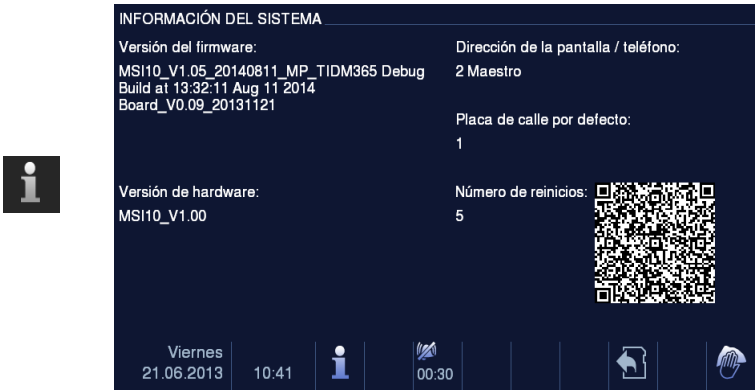 INFORMACIÓN DEL SISTEMA
Versión del firmware:
MSI10_V1.05_20140811_MP_TIDM365 Debug
Build at 13:32:11 Aug 11 2014
Board_V0.09_20131121
Dirección de la pantalla / teléfono:
2 Maestro
Placa de calle por defecto:
1
Versión de hardware:
MSI10_V1.00
Número de reinicios:
5
Viernes
21.06.2013
10:41
00:30